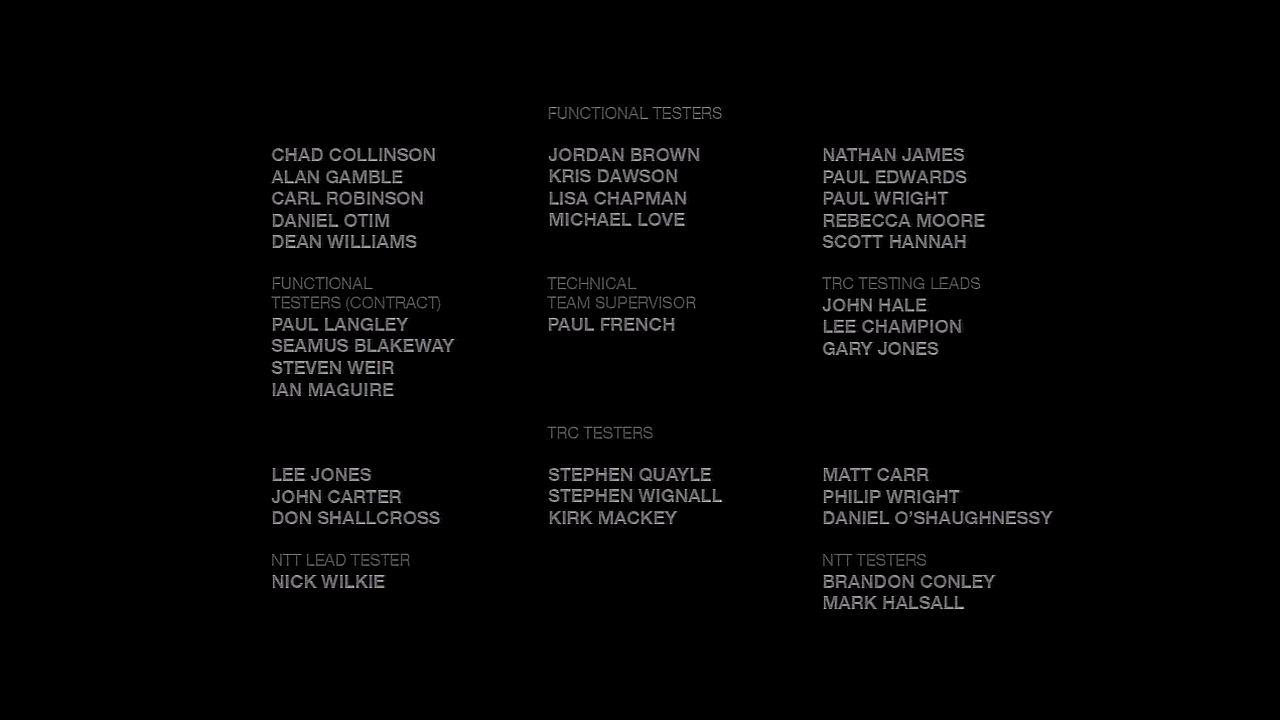 FUNCTIONAL TESTERS
CHAD COLLINSON
ALAN GAMBLE
CARL ROBINSON
DANIEL OTIM
DEAN WILLIAMS
JORDAN BROWN
KRIS DAWSON
LISA CHAPMAN
MICHAEL LOVE
NATHAN JAMES
PAUL EDWARDS
PAUL WRIGHT
REBECCA MOORE
SCOTT HANNAH
FUNCTIONAL
TESTERS (CONTRACT)
PAUL LANGLEY
SEAMUS BLAKEWAY
STEVEN WEIR
IAN MAGUIRE
TECHNICAL
TEAM SUPERVISOR
PAUL FRENCH
TRC TESTING LEADS
JOHN HALE
LEE CHAMPION
GARY JONES
TRC TESTERS
LEE JONES
JOHN CARTER
DON SHALLCROSS
STEPHEN QUAYLE
STEPHEN WIGNALL
KIRK MACKEY
MATT CARR
PHILIP WRIGHT
DANIEL O'SHAUGHNESSY
NTT LEAD TESTER
NICK WILKIE
NTT TESTERS
BRANDON CONLEY
MARK HALSALL